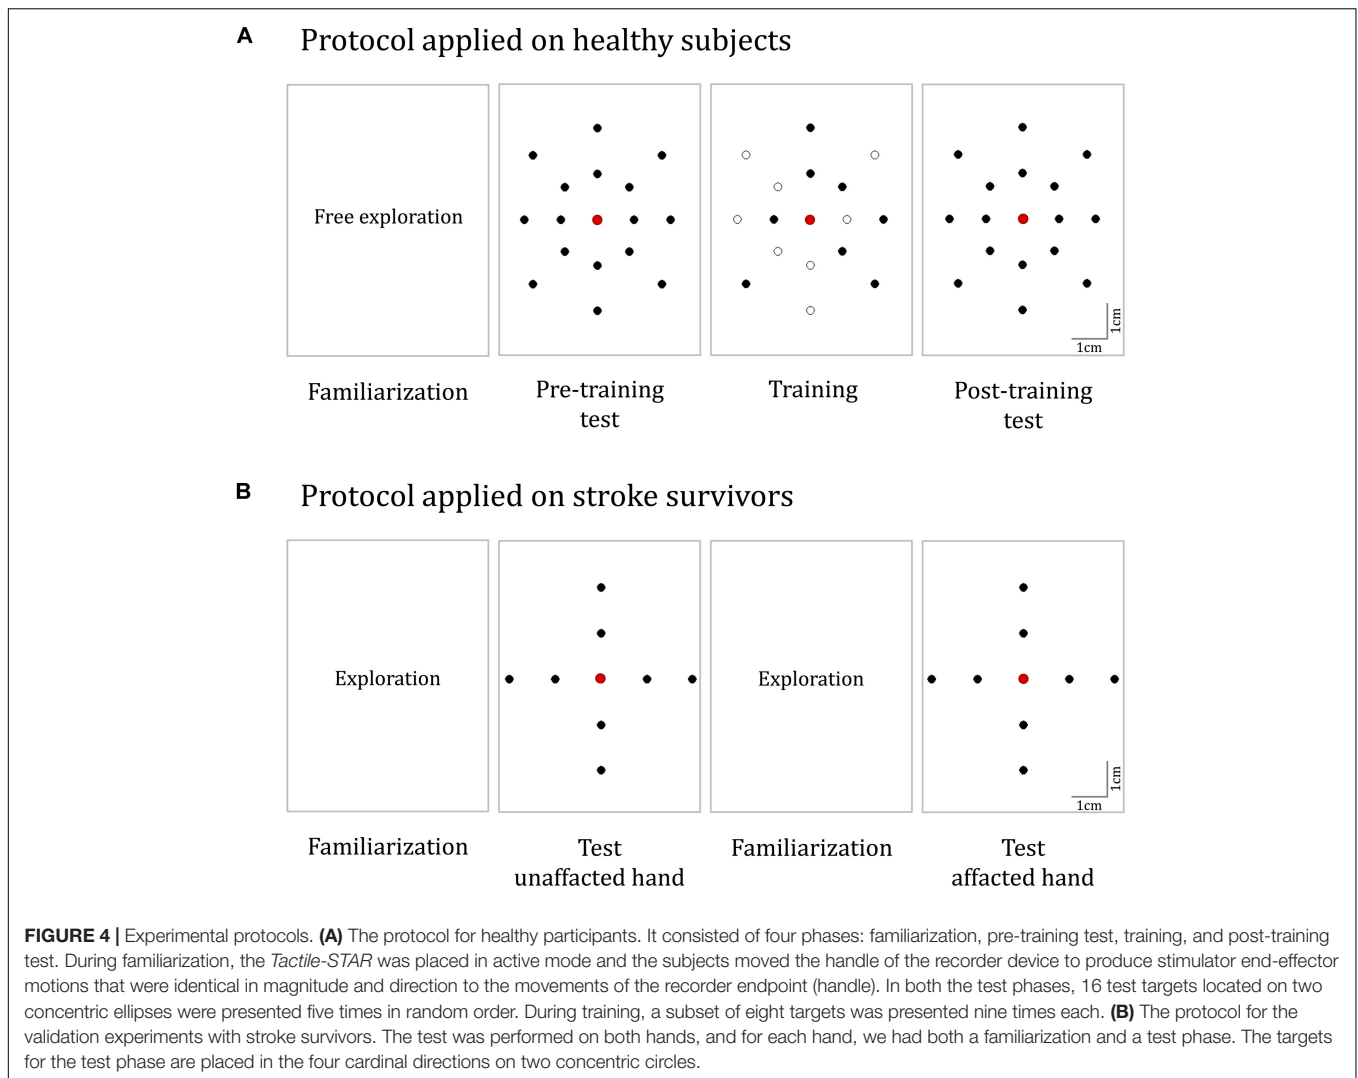 A Protocol applied on healthy subjects
Free exploration
1cm
1cm
Familiarization
Pre-training
test
Training
Post-training
test
B Protocol applied on stroke survivors
Exploration
Exploration
1cm
1cm
Familiarization
Test
unaffacted hand
Familiarization
Test
affacted hand
FIGURE 4 | Experimental protocols. (A) The protocol for healthy participants. It consisted of four phases: familiarization, pre-training test, training, and post-training
test. During familiarization, the Tactile-STAR was placed in active mode and the subjects moved the handle of the recorder device to produce stimulator end-effector
motions that were identical in magnitude and direction to the movements of the recorder endpoint (handle). In both the test phases, 16 test targets located on two
concentric ellipses were presented five times in random order. During training, a subset of eight targets was presented nine times each. (B) The protocol for the
validation experiments with stroke survivors. The test was performed on both hands, and for each hand, we had both a familiarization and a test phase. The targets
for the test phase are placed in the four cardinal directions on two concentric circles.